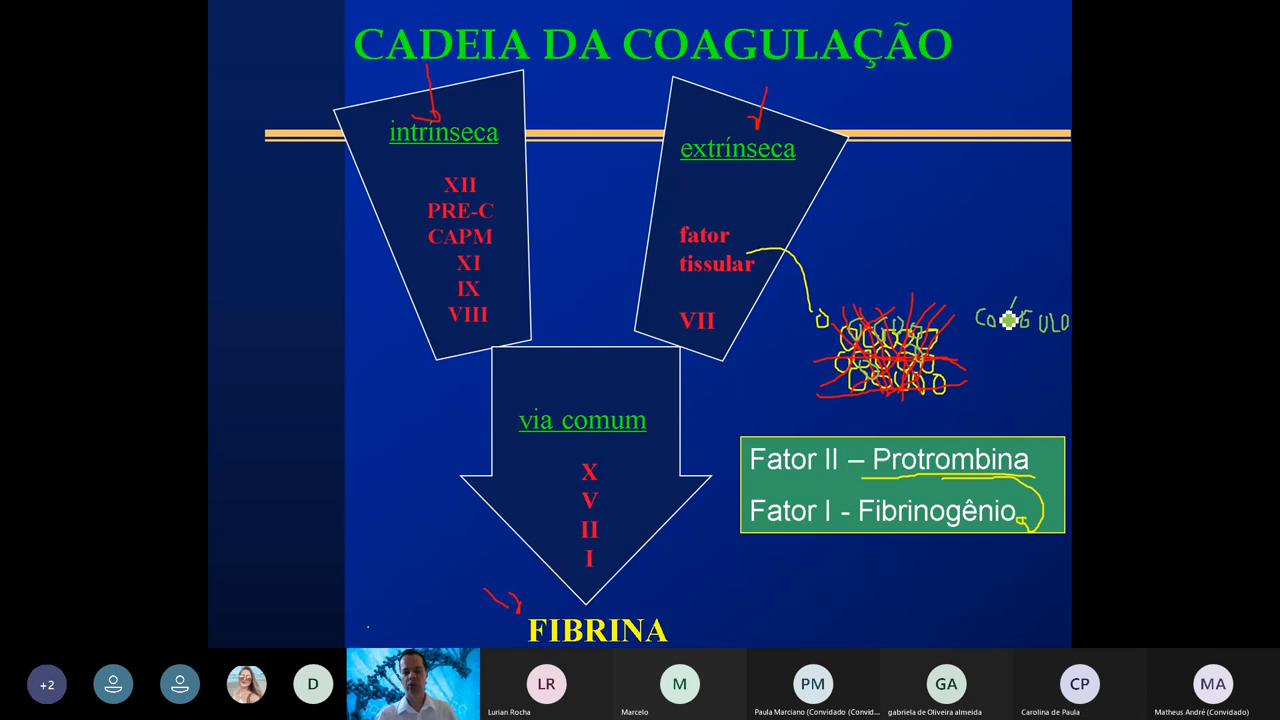 CADEIA DA COAGULAÇÃO
intrínseca
XII
PRE-C
CAPM
XI
IX
VIII
extrínseca
fator
tissular
VII
via comum
X
V
II
I
FIBRINA
COÁGULO
Fator II – Protrombina
Fator I - Fibrinogênio
+2
D
LR
Lurian Rocha
M
Marcelo
PM
Paula Marciano (Convidado (Convid...
GA
gabriela de Oliveira almeida
CP
Carolina de Paula
MA
Matheus André (Convidado)